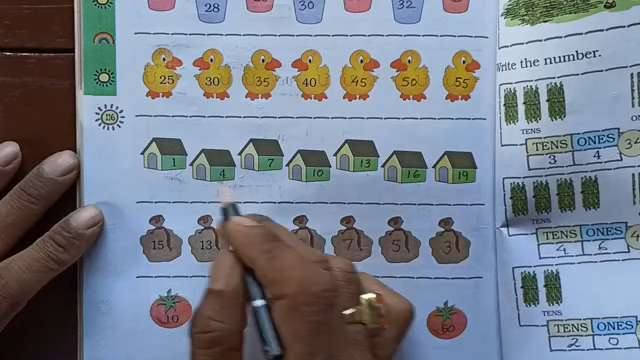 28 30 32
25 30 35 40 45 50 55
116
1 4 7 10 13 16 19
15 13 7 5 3
10 60
Write the number.
TENS
TENS ONES
3 4
34
TENS
TENS ONES
4 6
TENS
TENS ONES
2 0